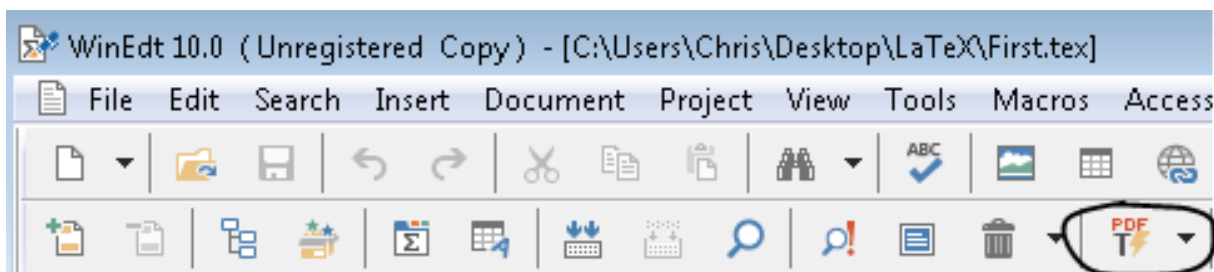 WinEdt 10.0 (Unregistered Copy) - [C:\Users\Chris\Desktop\LaTeX\First.tex]
File Edit Search Insert Document Project View Tools Macros Access
ABC
Σ PDF T